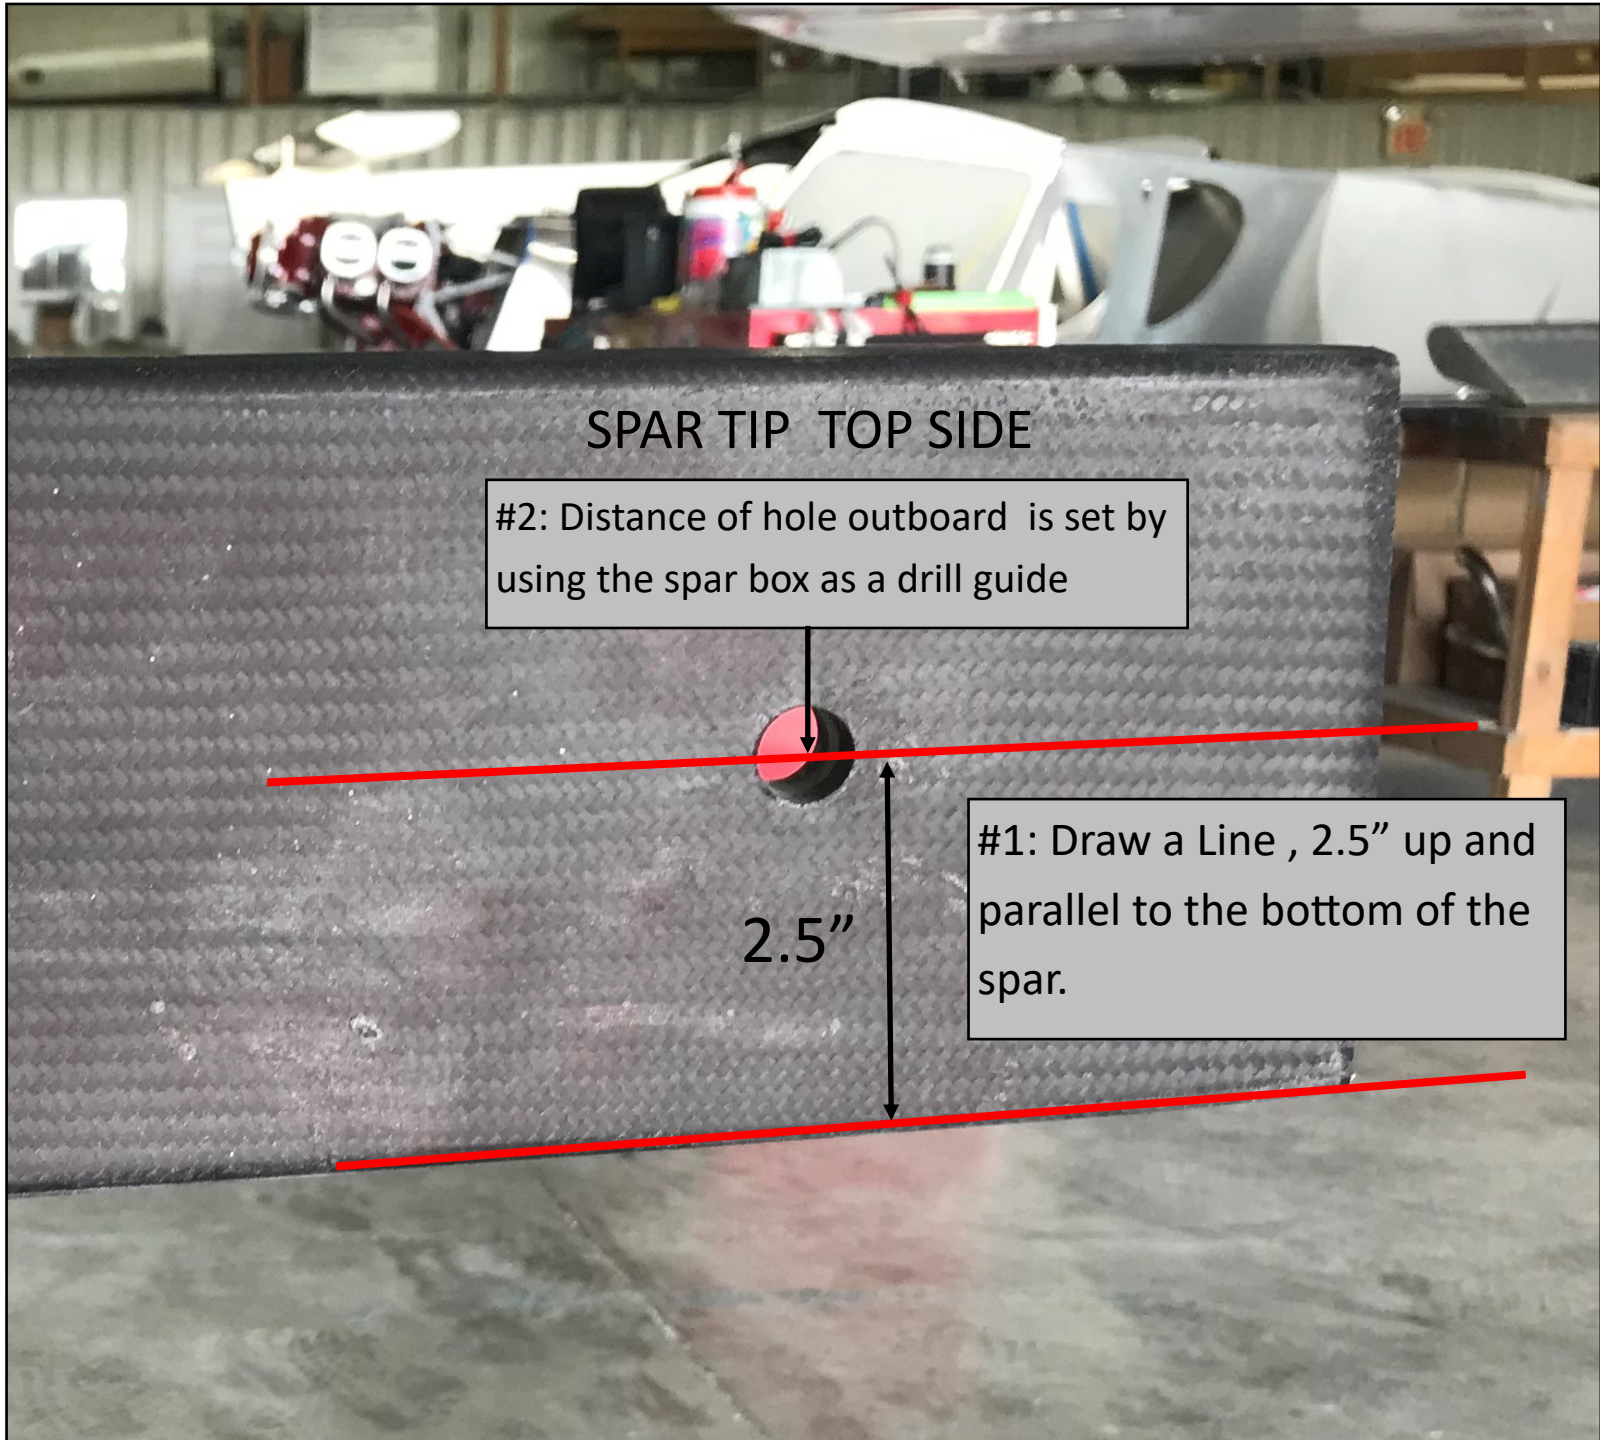 SPAR TIP TOP SIDE
#2: Distance of hole outboard is set by
using the spar box as a drill guide
#1: Draw a Line , 2.5” up and
parallel to the bottom of the
spar.
2.5”